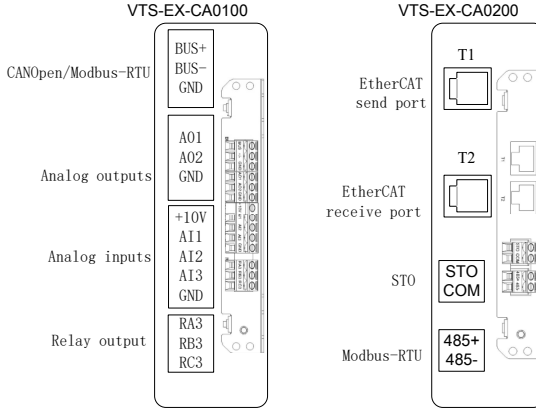 VTS-EX-CA0100
CANOpen/Modbus-RTU
BUS+
BUS-
GND
Analog outputs
AO1
AO2
GND
Analog inputs
+10V
AI1
AI2
AI3
GND
Relay output
RA3
RB3
RC3
VTS-EX-CA0200
T1
EtherCAT
send port
T2
EtherCAT
receive port
STO
STO
COM
Modbus-RTU
485+
485-